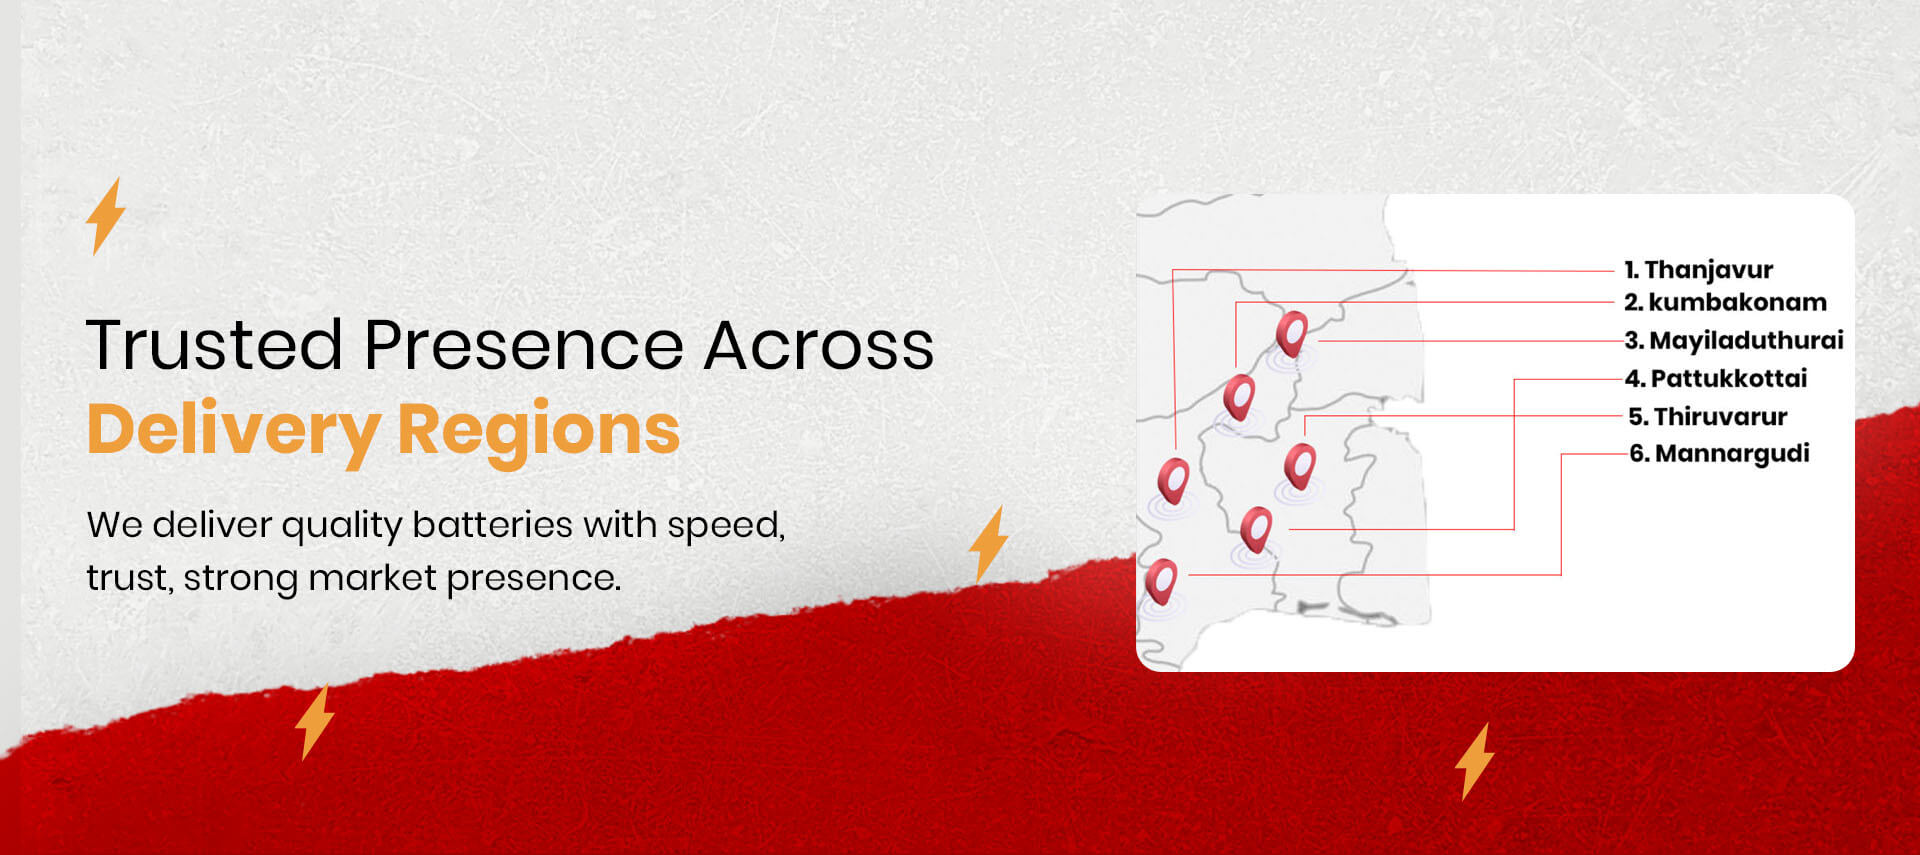 Trusted Presence Across
Delivery Regions
We deliver quality batteries with speed,
trust, strong market presence.
1. Thanjavur
2. kumbakonam
3. Mayiladuthurai
4. Pattukkottai
5. Thiruvarur
6. Mannargudi